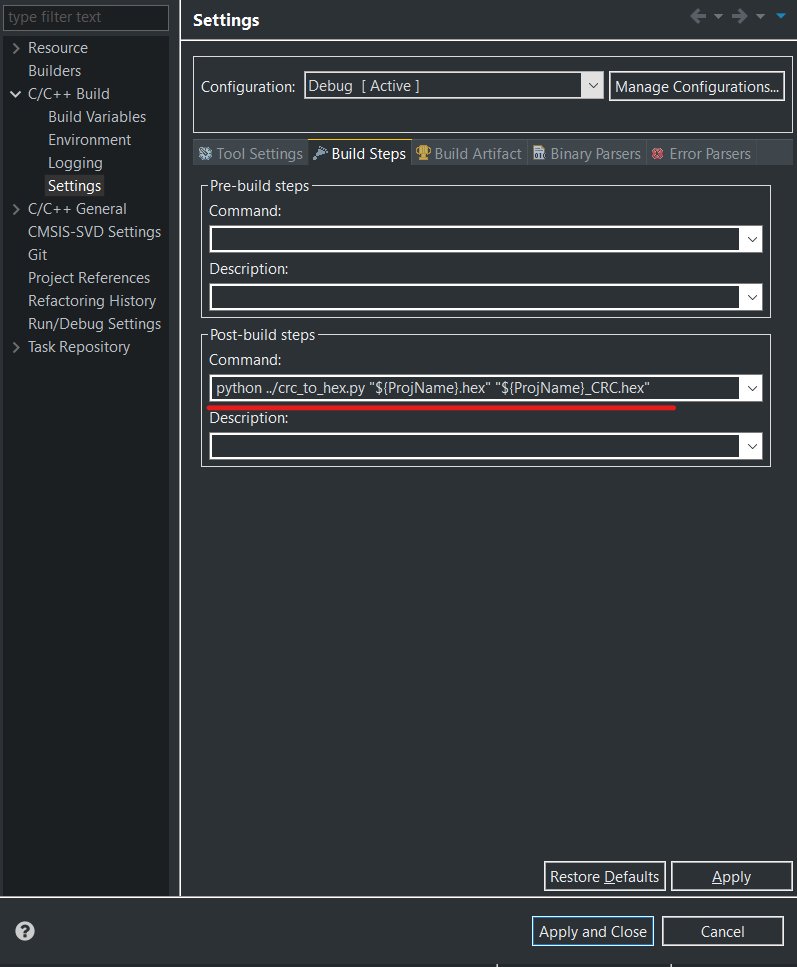 type filter text
Resource
Builders
C/C++ Build
Build Variables
Environment
Logging
Settings
C/C++ General
CMSIS-SVD Settings
Git
Project References
Refactoring History
Run/Debug Settings
Task Repository
Settings
Configuration: Debug [ Active ] Manage Configurations...
Tool Settings Build Steps Build Artifact Binary Parsers Error Parsers
Pre-build steps
Command:
Description:
Post-build steps
Command:
python ../crc_to_hex.py "${ProjName}.hex" "${ProjName}_CRC.hex"
Description:
Restore Defaults Apply
? Apply and Close Cancel